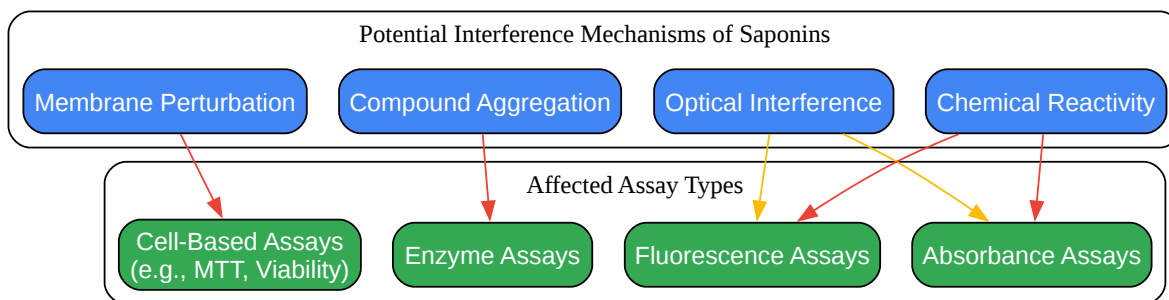 Potential Interference Mechanisms of Saponins
Membrane Perturbation
Compound Aggregation
Optical Interference
Chemical Reactivity
Affected Assay Types
Cell-Based Assays
(e.g., MTT, Viability)
Enzyme Assays
Fluorescence Assays
Absorbance Assays